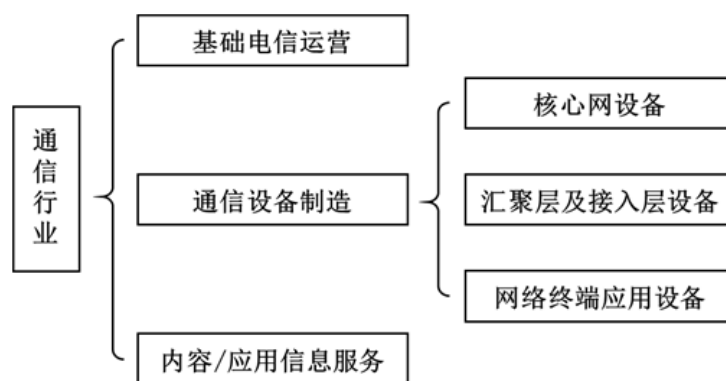 通信行业
基础电信运营
通信设备制造
内容/应用信息服务
核心网设备
汇聚层及接入层设备
网络终端应用设备